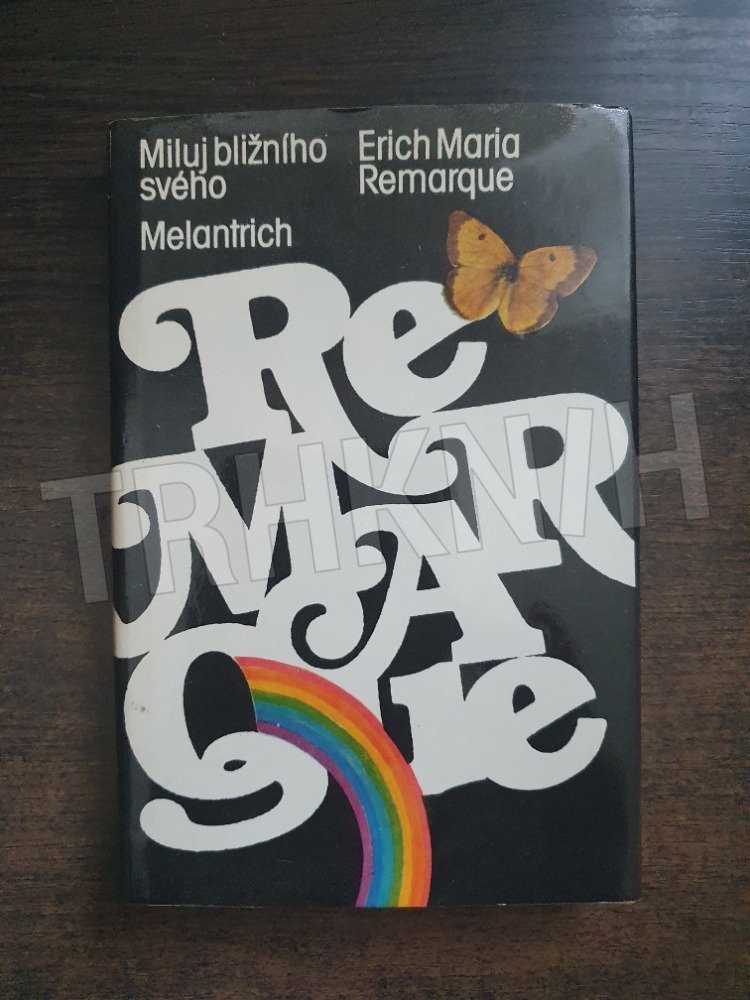 Miluj bližního
svého
Melantrich
Erich Maria
Remarque
Re
MAR
que
TRHKNIH